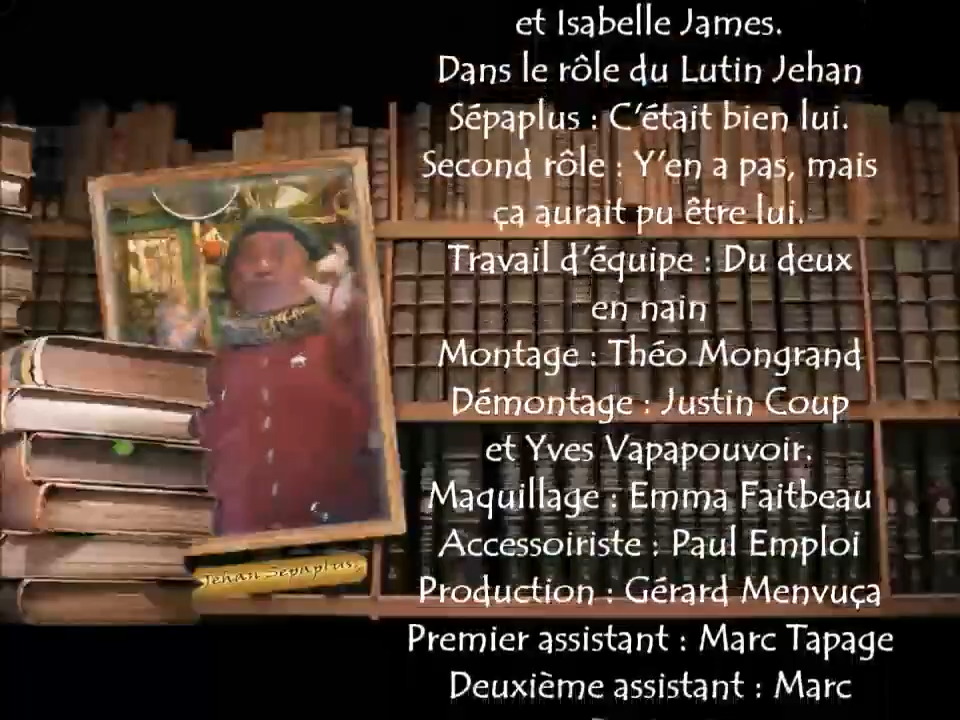 et Isabelle James.
Dans le rôle du Lutin Jehan
Sépaplus : C'était bien lui.
Second rôle : Y'en a pas, mais
ça aurait pu être lui.
Travail d'équipe : Du deux
en nain
Montage : Théo Mongrand
Démontage : Justin Coup
et Yves Vapapouvoir.
Maquillage : Emma Faitbeau
Accessoiriste : Paul Emploi
Production : Gérard Menvuça
Premier assistant : Marc Tapage
Deuxième assistant : Marc
Jehan Sépaplus